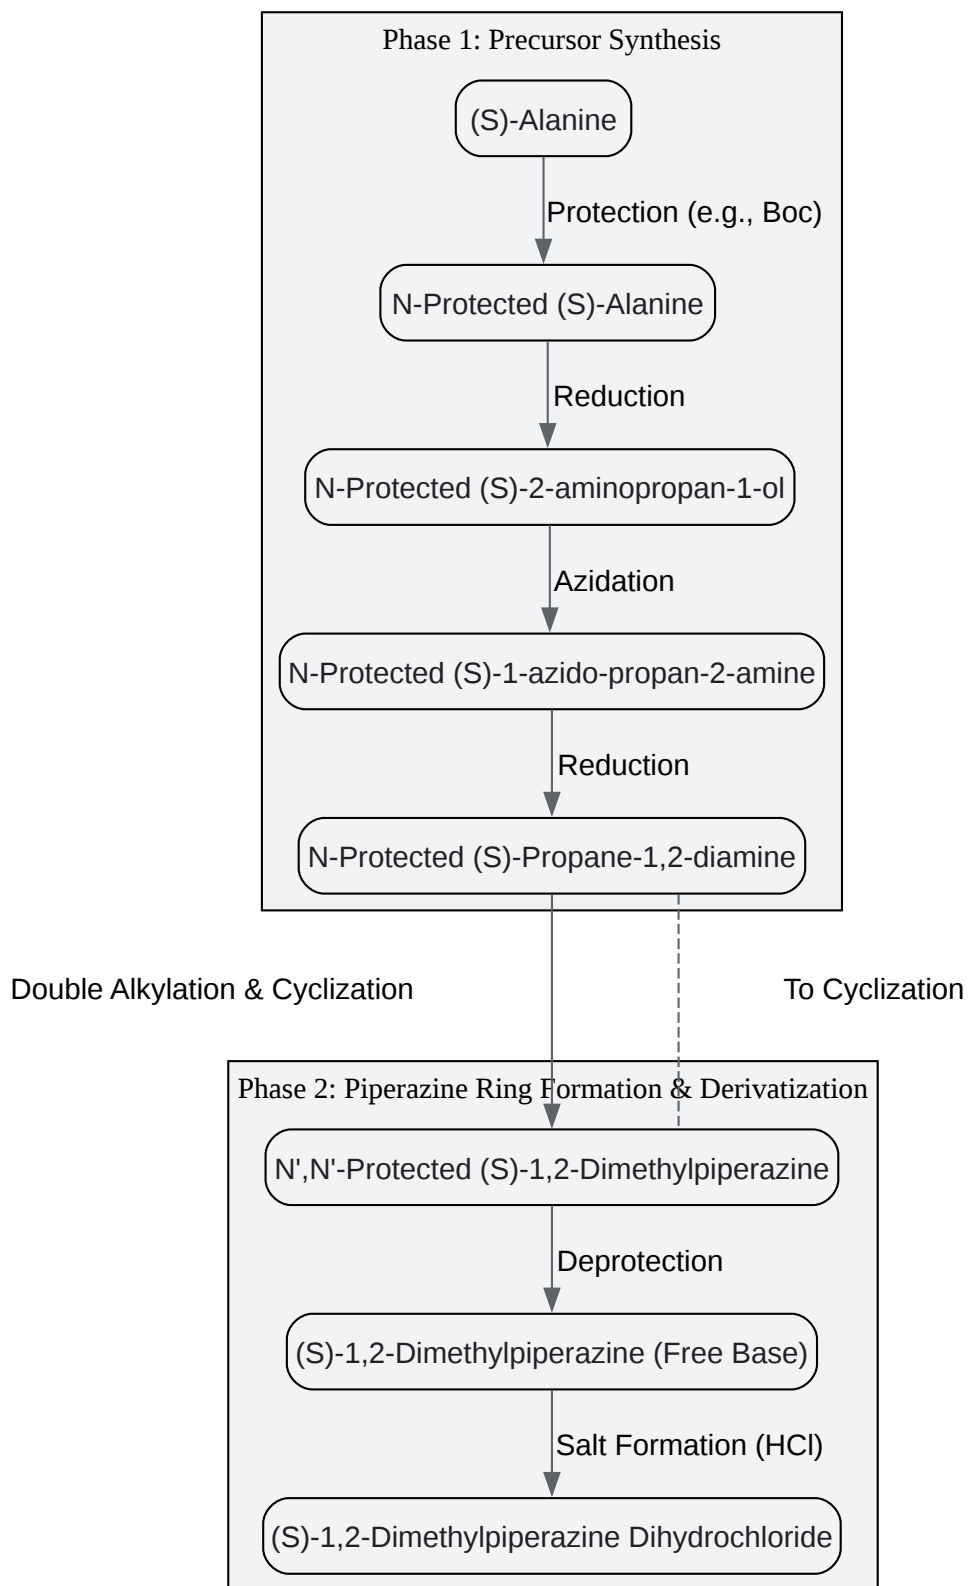 Phase 1: Precursor Synthesis
(S)-Alanine
Protection (e.g., Boc)
N-Protected (S)-Alanine
Reduction
N-Protected (S)-2-aminopropan-1-ol
Azidation
N-Protected (S)-1-azido-propan-2-amine
Reduction
N-Protected (S)-Propane-1,2-diamine
Double Alkylation & Cyclization
To Cyclization
Phase 2: Piperazine Ring Formation & Derivatization
N',N'-Protected (S)-1,2-Dimethylpiperazine
Deprotection
(S)-1,2-Dimethylpiperazine (Free Base)
Salt Formation (HCl)
(S)-1,2-Dimethylpiperazine Dihydrochloride